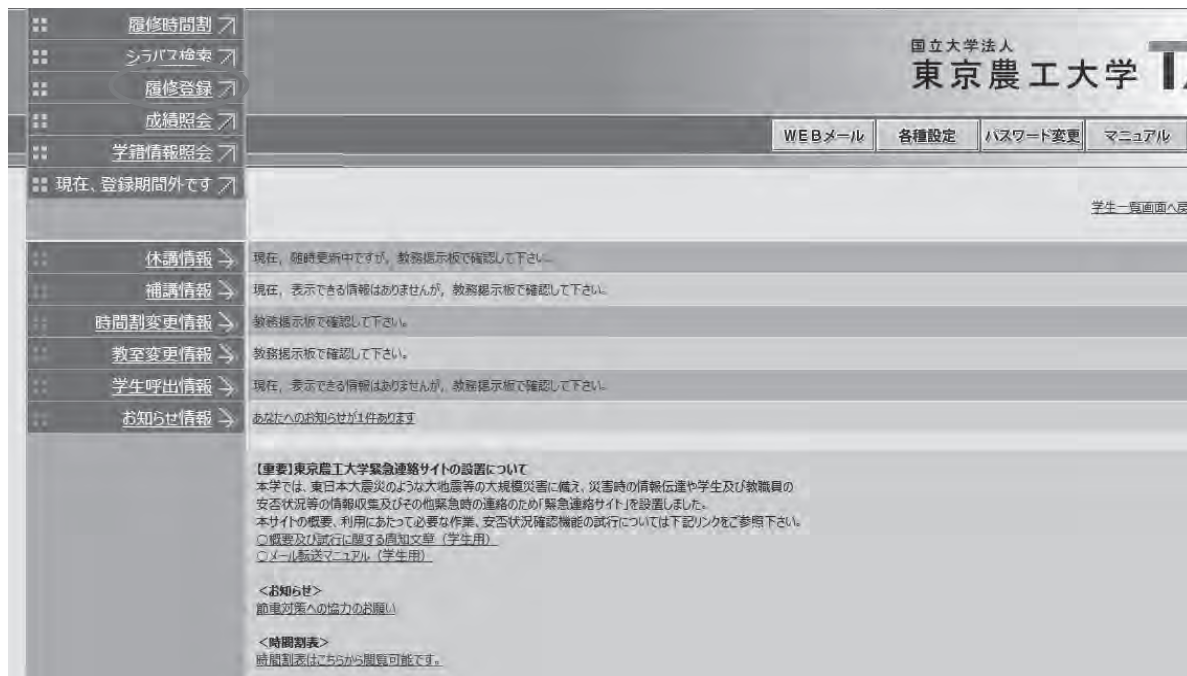 履修時間割
シラバス検索
履修登録
成績照会
学籍情報照会
現在、登録期間外です
国立大学法人
東京農工大学
WEBメール 各種設定 パスワード変更 マニュアル
学生一覧画面へ戻
休講情報 現在，随時更新中ですが，教務掲示板で確認して下さい。
補講情報 現在，表示できる情報はありませんが，教務掲示板で確認して下さい。
時間割変更情報 教務掲示板で確認して下さい。
教室変更情報 教務掲示板で確認して下さい。
学生呼出情報 現在，表示できる情報はありませんが，教務掲示板で確認して下さい。
お知らせ情報 あなたへのお知らせが1件あります
【重要】東京農工大学緊急連絡サイトの設置について
本学では、東日本大震災のような大地震等の大規模災害に備え、災害時の情報伝達や学生及び教職員の
安否状況等の情報収集及びその他緊急時の連絡のため「緊急連絡サイト」を設置しました。
本サイトの概要、利用にあたって必要な作業、安否状況確認機能の試行については下記リンクをご参照下さい。
○概要及び試行に関する周知文章（学生用）
○メール転送マニュアル（学生用）
＜お知らせ＞
節電対策への協力のお願い
＜時間割表＞
時間割表はこちらから閲覧可能です。